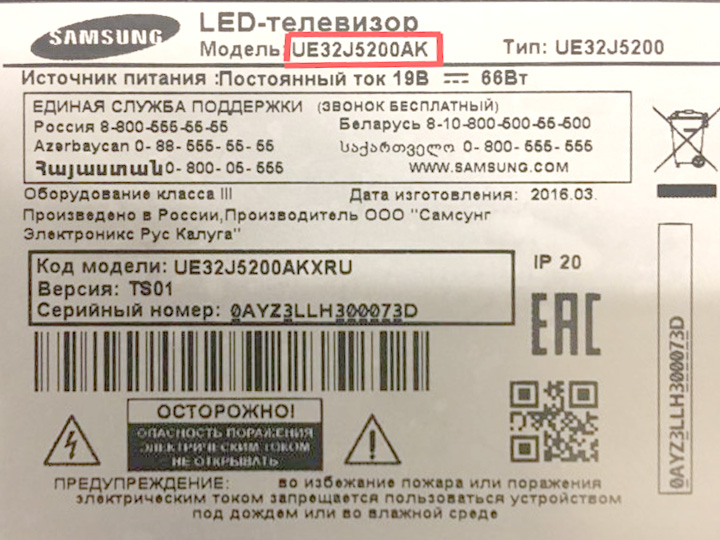 SAMSUNG
LED-телевизор
Модель: UE32J5200AK Тип: UE32J5200
Источник питания :Постоянный ток 19В 66Вт
ЕДИНАЯ СЛУЖБА ПОДДЕРЖКИ (ЗВОНОК БЕСПЛАТНЫЙ)
Россия 8-800-555-55-55 Беларусь 8-10-800-500-55-500
Azərbaycan 0-88-555-55-55 საქართველო 0-800-555-555
Հայաստան 0-800-05-555 WWW.SAMSUNG.COM
Оборудование класса III Дата изготовления: 2016.03.
Произведено в России,Производитель ООО "Самсунг
Электроникс Рус Калуга"
Код модели: UE32J5200AKXRU
Версия: TS01
Серийный номер: 0AYZ3LLH300073D
IP 20
EAC
0AYZ3LLH300073D
ОСТОРОЖНО!
ОПАСНОСТЬ ПОРАЖЕНИЯ
ЭЛЕКТРИЧЕСКИМ ТОКОМ
НЕ ОТКРЫВАТЬ
ПРЕДУПРЕЖДЕНИЕ: во избежание пожара или поражения
электрическим током запрещается пользоваться устройством
под дождем или во влажной среде